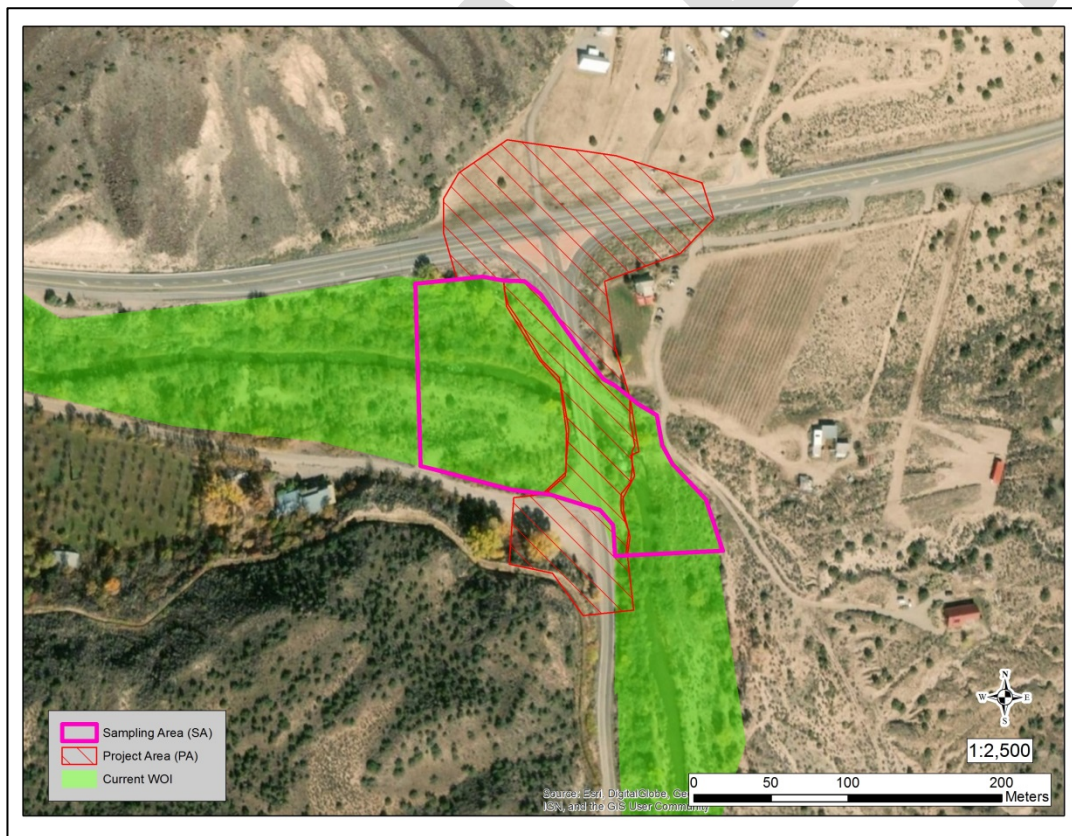 N
W E
S
1:2,500
Sampling Area (SA)
Project Area (PA)
Current WOI
0 50 100 200
Meters
Source: Esri, DigitalGlobe,
IGN, and the GIS User Community